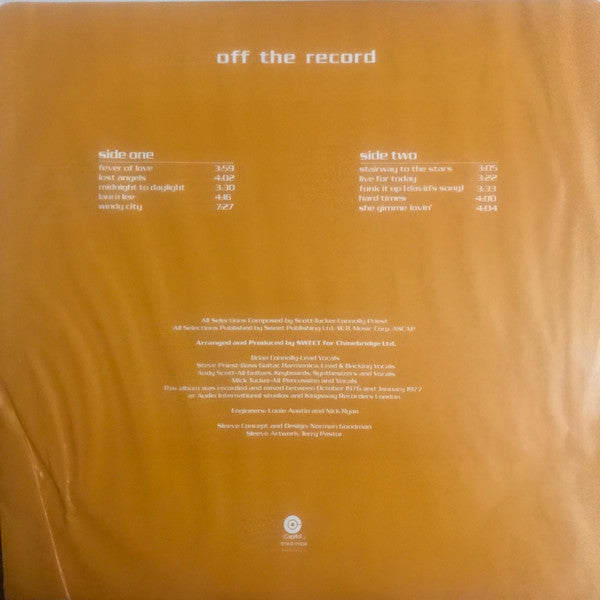 off the record
side one
fever of love 3:59
lost angels 4:02
midnight to daylight 3:30
laura lee 4:16
windy city 7:27
side two
stairway to the stars 3:05
live for today 3:22
funk it up (david's song) 3:33
hard times 4:00
she gimme lovin' 4:04
All Selections Composed by Scott-Tucker-Connolly-Priest
All Selections Published by Sweet Publishing Ltd., W.B. Music Corp. ASCAP
Arranged and Produced by SWEET for Chinebridge Ltd.
Brian Connolly-Lead Vocals
Steve Priest-Bass Guitar, Harmonica, Lead & Backing Vocals
Andy Scott-All Guitars, Keyboards, Synthesizers and Vocals
Mick Tucker-All Percussion and Vocals
This album was recorded and mixed between October 1976 and January 1977
at Audio International studios and Kingsway Recorders London.
Engineers: Louie Austin and Nick Ryan
Sleeve Concept and Design: Norman Goodman
Sleeve Artwork: Terry Pastor
Capitol